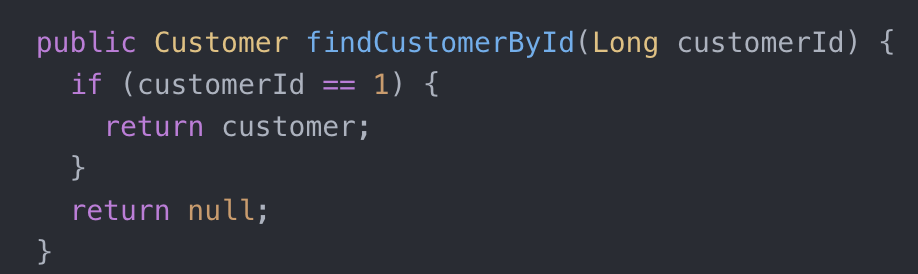 public Customer findCustomerById(Long customerId) {
  if (customerId == 1) {
    return customer;
  }
  return null;
}